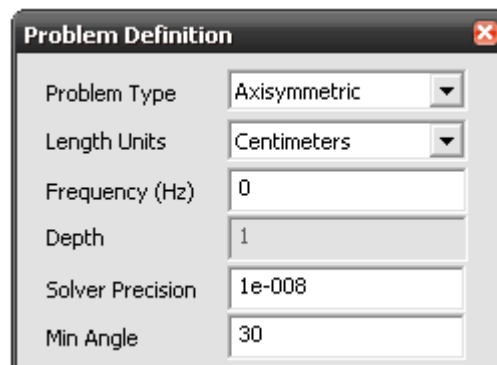 Problem Definition
Problem Type Axisymmetric
Length Units Centimeters
Frequency (Hz) 0
Depth 1
Solver Precision 1e-008
Min Angle 30